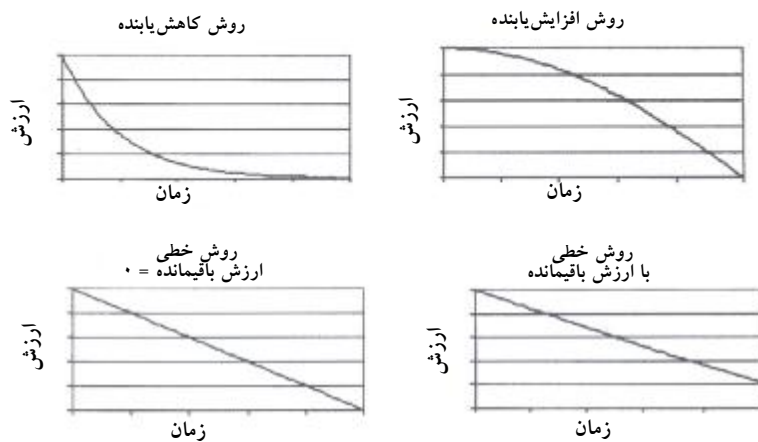 روش افزایش‌یابنده
ارزش
زمان
روش کاهش‌یابنده
ارزش
زمان
روش خطی
با ارزش باقیمانده
ارزش
زمان
روش خطی
ارزش باقیمانده = ۰
ارزش
زمان